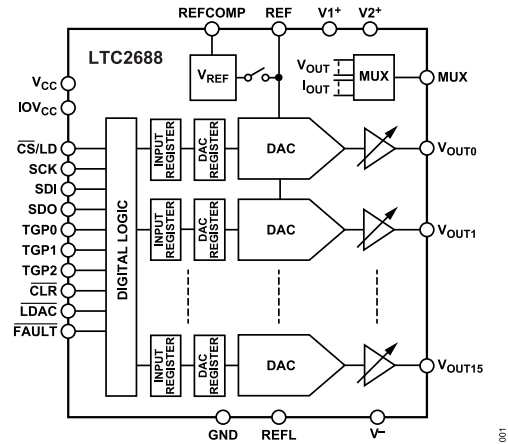 REFCOMP REF V1+ V2+
LTC2688
VCC
IOVCC
VREF
VOUT
IOUT
MUX
MUX
CS/LD
SCK
SDI
SDO
TGP0
TGP1
TGP2
CLR
LDAC
FAULT
DIGITAL LOGIC
INPUT REGISTER
DAC REGISTER
DAC
VOUT0
INPUT REGISTER
DAC REGISTER
DAC
VOUT1
INPUT REGISTER
DAC REGISTER
DAC
VOUT15
GND REFL V–
001